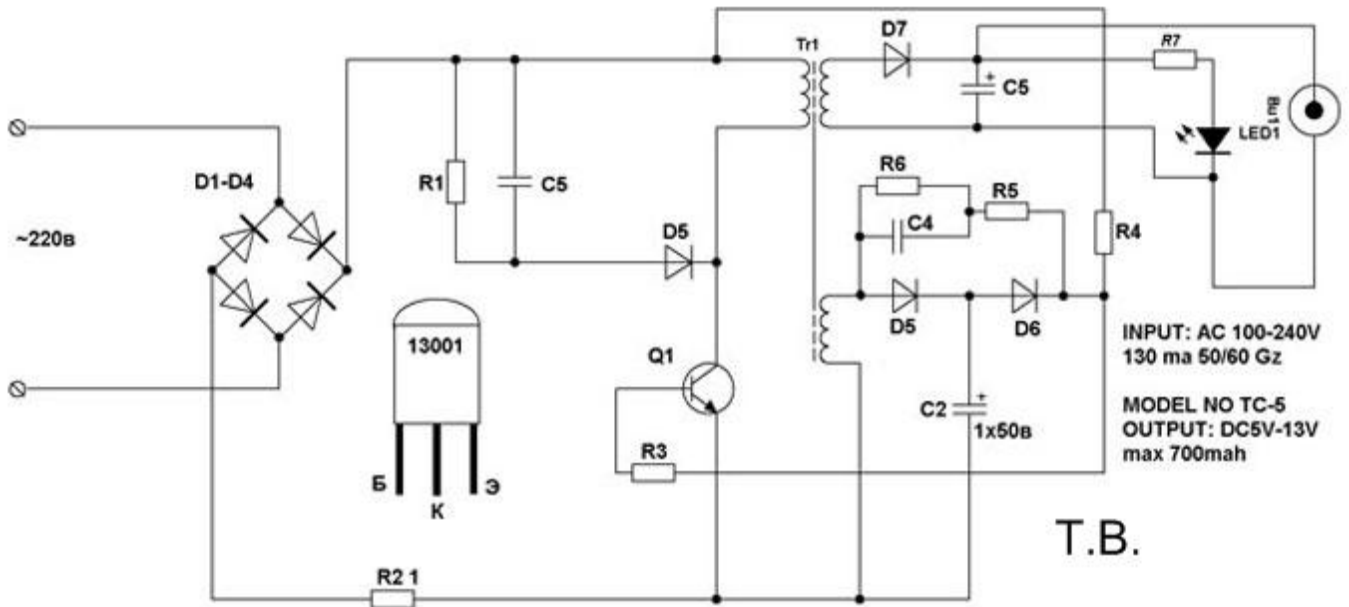 D7
Tr1
R7
C5
Bu1
LED1
D1-D4
R1
C5
R6
R5
C4
R4
~220в
D5
D5
D6
13001
Q1
INPUT: AC 100-240V
130 ma 50/60 Gz
C2
1x50в
MODEL NO TC-5
OUTPUT: DC5V-13V
max 700mah
R3
Б
К
Э
T.B.
R2 1